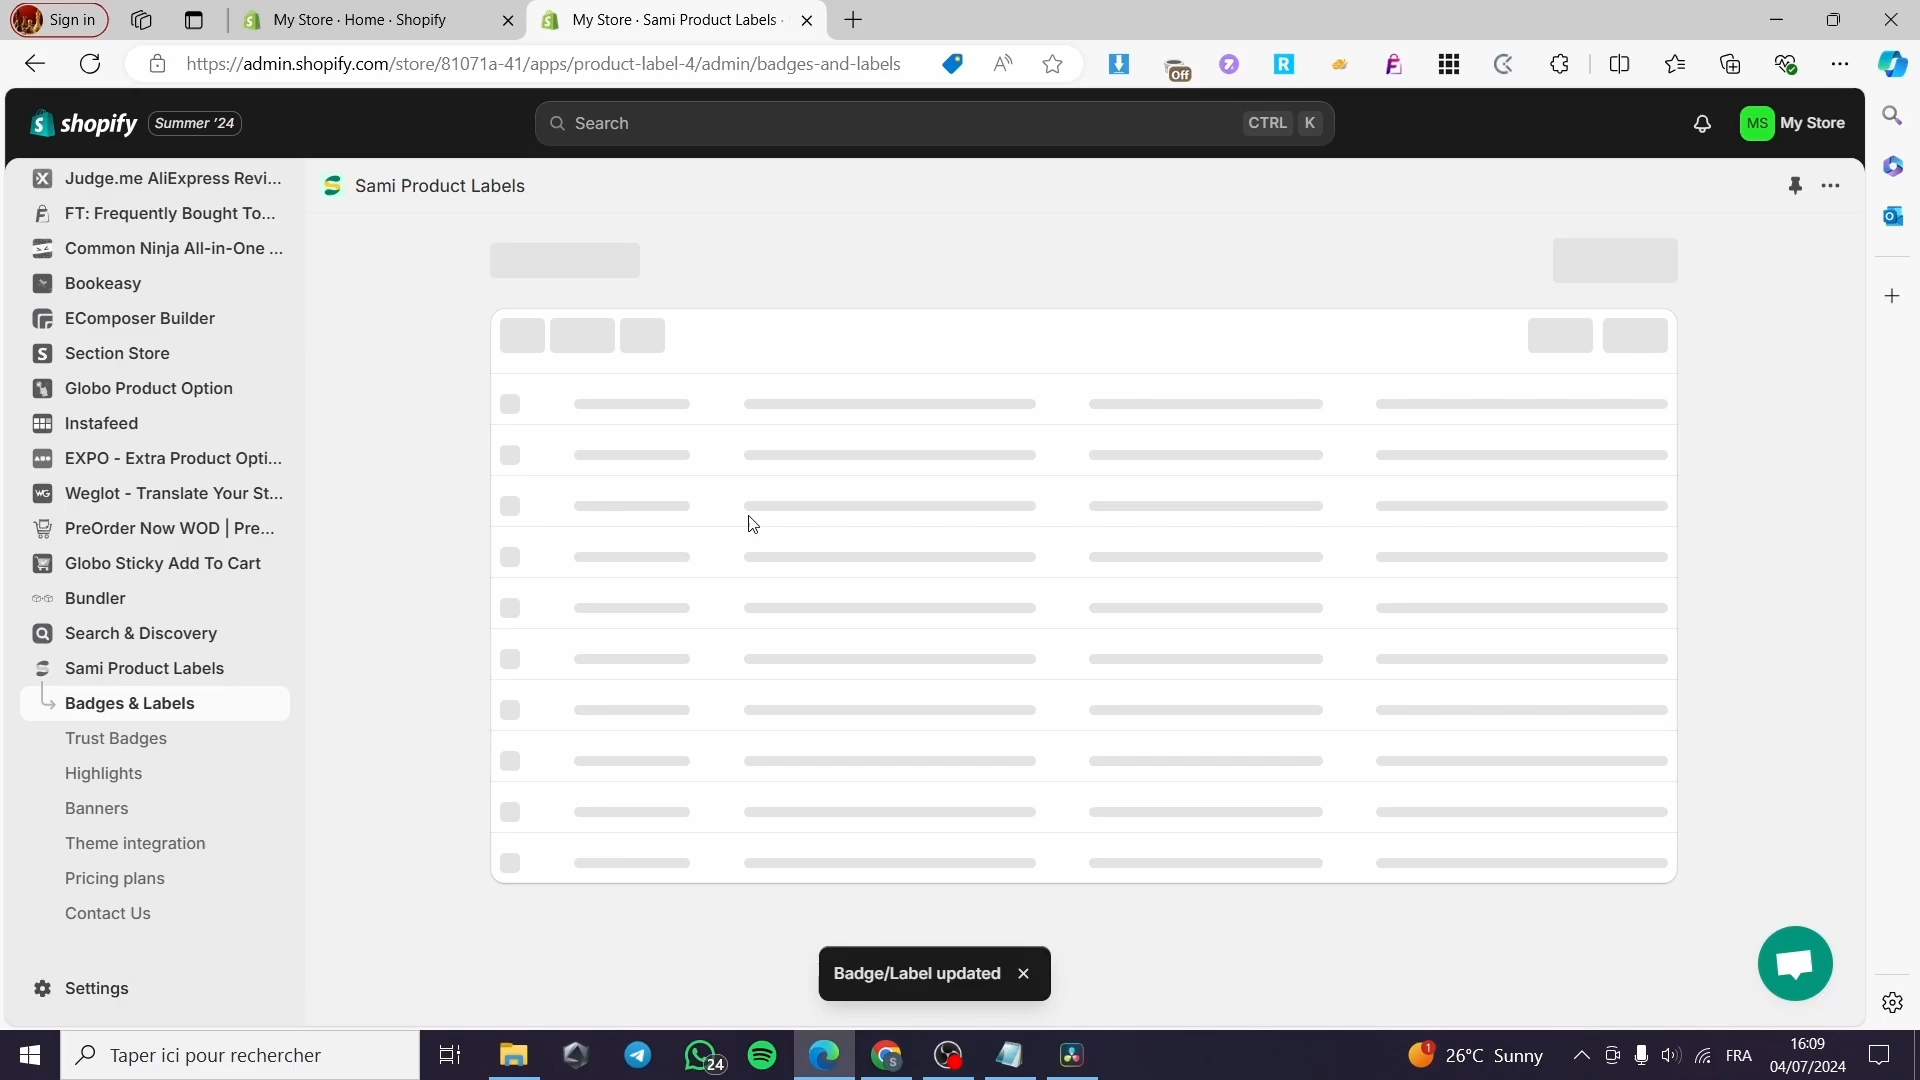 Sign in
My Store · Home · Shopify
My Store · Sami Product Labels ·
https://admin.shopify.com/store/81071a-41/apps/product-label-4/admin/badges-and-labels
Off
shopify
Summer '24
Search
CTRL K
MS My Store
Judge.me AliExpress Revi...
FT: Frequently Bought To...
Common Ninja All-in-One ...
Bookeasy
EComposer Builder
Section Store
Globo Product Option
Instafeed
EXPO - Extra Product Opti...
Weglot - Translate Your St...
PreOrder Now WOD | Pre...
Globo Sticky Add To Cart
Bundler
Search & Discovery
Sami Product Labels
Badges & Labels
Trust Badges
Highlights
Banners
Theme integration
Pricing plans
Contact Us
Settings
Sami Product Labels
Badge/Label updated
Taper ici pour rechercher
24
1
26°C Sunny
FRA
16:09
04/07/2024